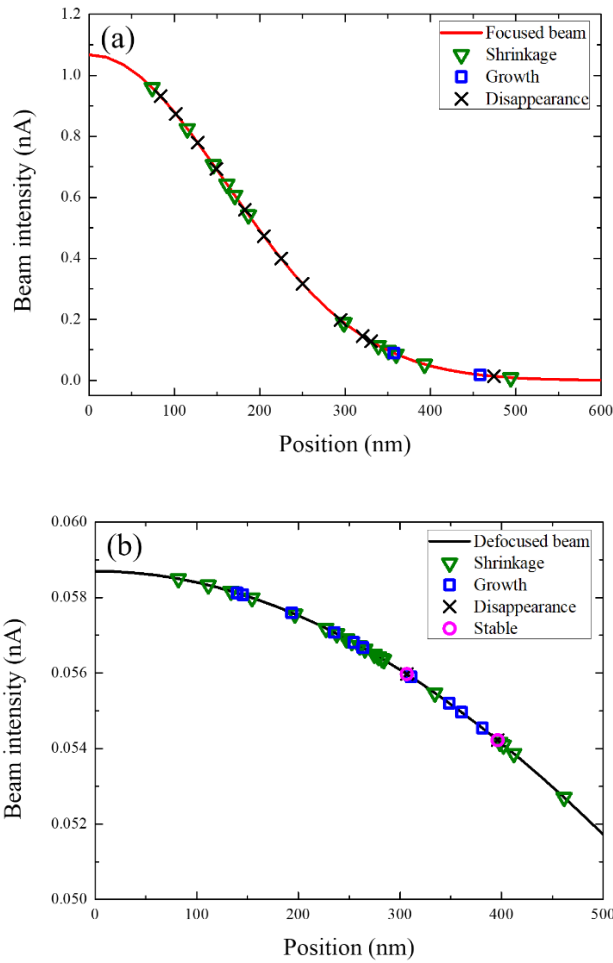 (a)
Focused beam
Shrinkage
Growth
Disappearance
1.2
1.0
0.8
0.6
0.4
0.2
0.0
Beam intensity (nA)
0
100
200
300
400
500
600
Position (nm)
(b)
Defocused beam
Shrinkage
Growth
Disappearance
Stable
0.060
0.058
0.056
0.054
0.052
0.050
Beam intensity (nA)
0
100
200
300
400
500
Position (nm)